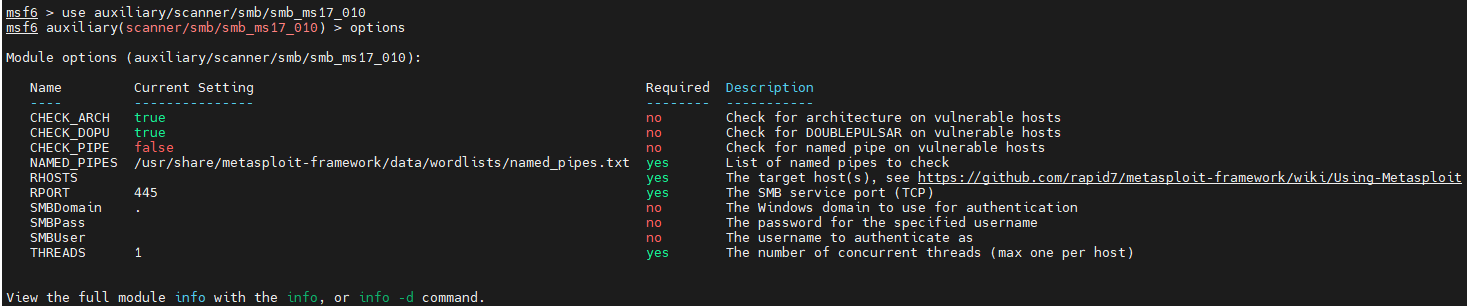 msf6 > use auxiliary/scanner/smb/smb_ms17_010
msf6 auxiliary(scanner/smb/smb_ms17_010) > options
Module options (auxiliary/scanner/smb/smb_ms17_010):
Name Current Setting Required Description
---- --------------- -------- -----------
CHECK_ARCH true no Check for architecture on vulnerable hosts
CHECK_DOPU true no Check for DOUBLEPULSAR on vulnerable hosts
CHECK_PIPE false no Check for named pipe on vulnerable hosts
NAMED_PIPES /usr/share/metasploit-framework/data/wordlists/named_pipes.txt yes List of named pipes to check
RHOSTS yes The target host(s), see https://github.com/rapid7/metasploit-framework/wiki/Using-Metasploit
RPORT 445 yes The SMB service port (TCP)
SMBDomain . no The Windows domain to use for authentication
SMBPass no The password for the specified username
SMBUser no The username to authenticate as
THREADS 1 yes The number of concurrent threads (max one per host)
View the full module info with the info, or info -d command.